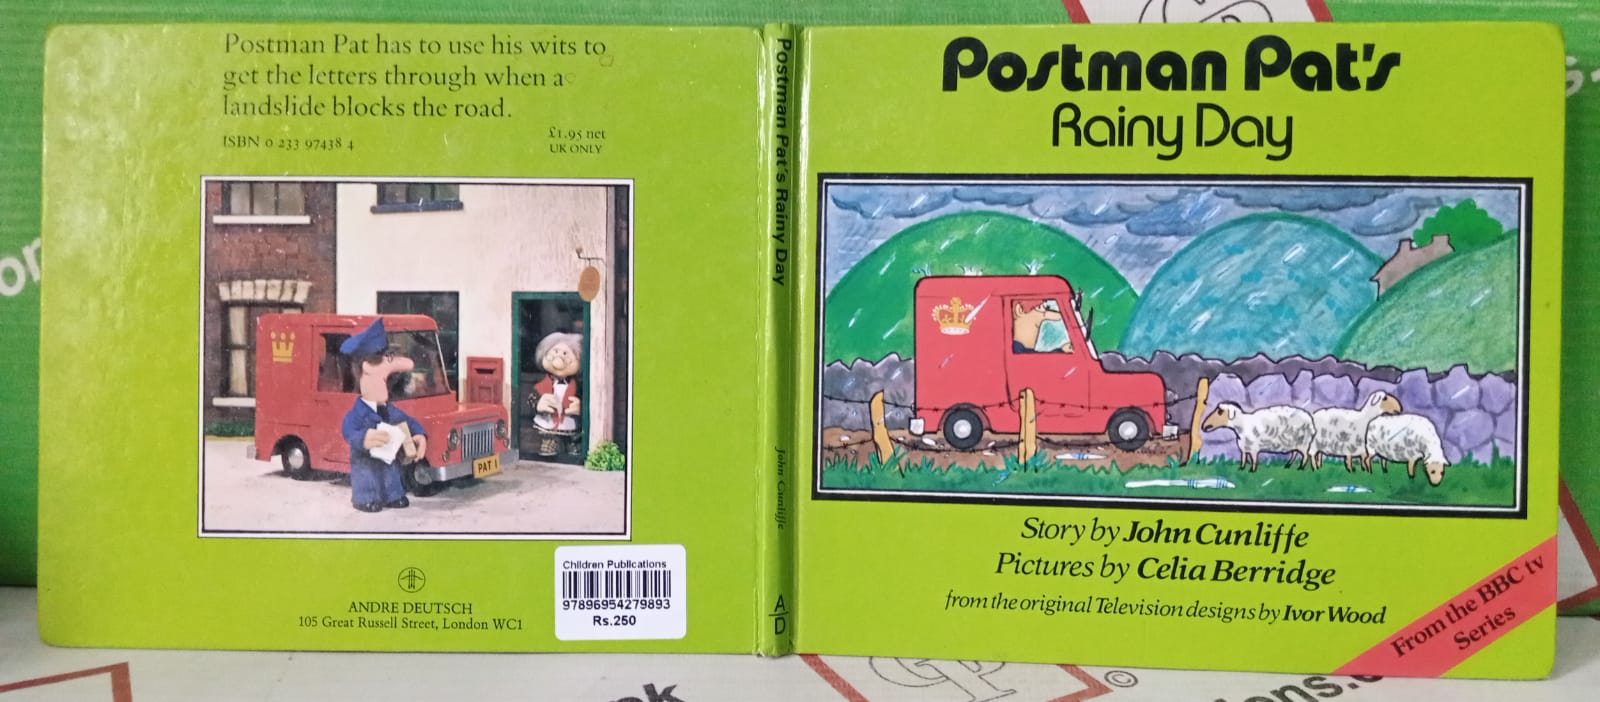 Postman Pat has to use his wits to
get the letters through when a
landslide blocks the road.
ISBN 0 233 97438 4
£1.95 net
UK ONLY
PAT 1
ANDRE DEUTSCH
105 Great Russell Street, London WC1
Children Publications
97896954279893
Rs.250
Postman Pat's Rainy Day
John Cunliffe
A
D
Postman Pat's
Rainy Day
Story by John Cunliffe
Pictures by Celia Berridge
from the original Television designs by Ivor Wood
From the BBC tv
Series